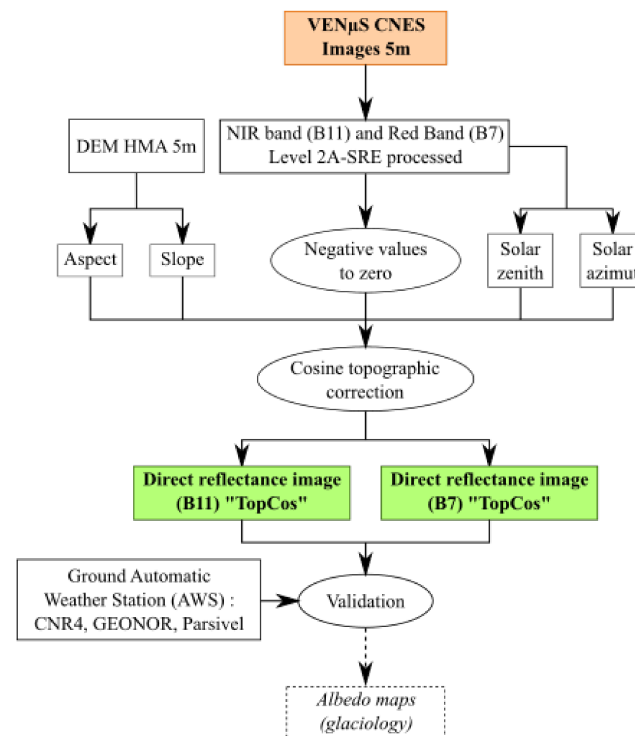 VENµS CNES
Images 5m
DEM HMA 5m
NIR band (B11) and Red Band (B7)
Level 2A-SRE processed
Aspect
Slope
Negative values
to zero
Solar
zenith
Solar
azimut
Cosine topographic
correction
Direct reflectance image
(B11) "TopCos"
Direct reflectance image
(B7) "TopCos"
Ground Automatic
Weather Station (AWS) :
CNR4, GEONOR, Parsivel
Validation
Albedo maps
(glaciology)